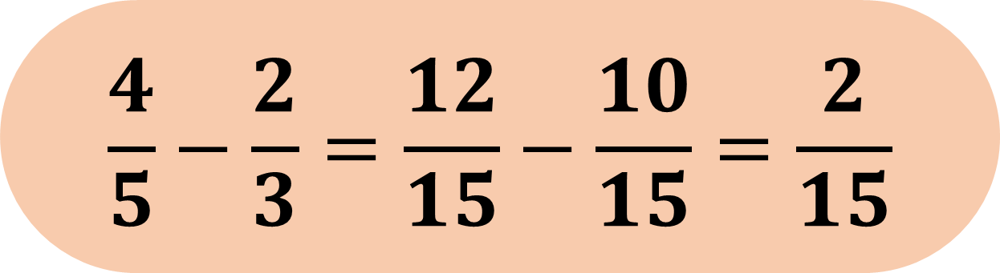 4/5 − 2/3 = 12/15 − 10/15 = 2/15